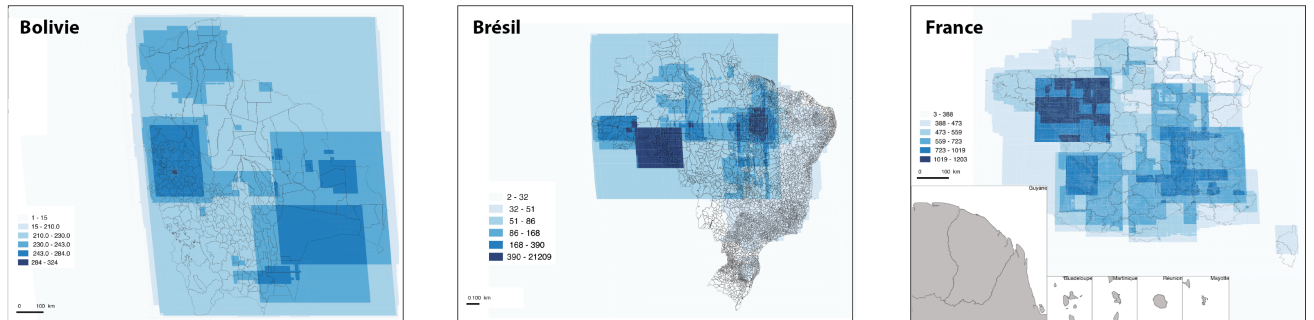 Bolivie
1 - 15
15 - 210.0
210.0 - 230.0
230.0 - 243.0
243.0 - 284.0
284 - 324
0 100 km
Brésil
2 - 32
32 - 51
51 - 86
86 - 168
168 - 390
390 - 21209
0 100 km
France
3 - 388
388 - 473
473 - 559
559 - 723
723 - 1019
1019 - 1203
0 100 km
Guyane
Guadeloupe
Martinique
Réunion
Mayotte